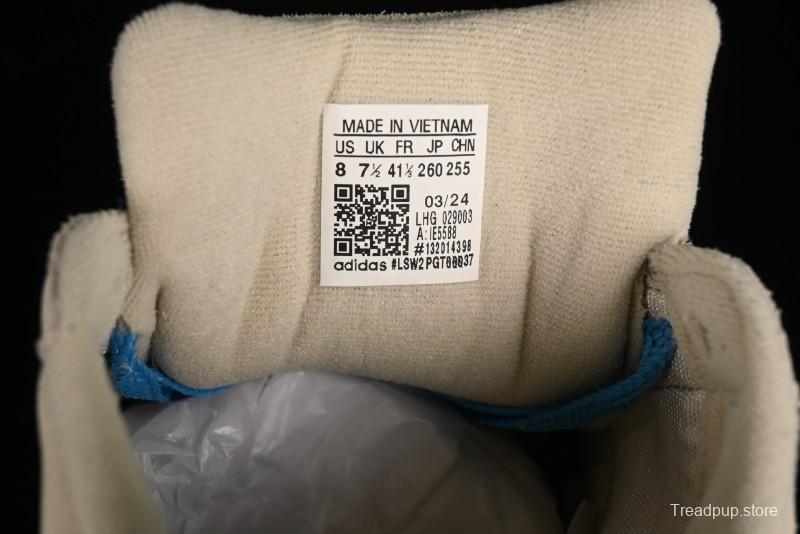 MADE IN VIETNAM
US UK FR JP CHN
8 7½ 41⅓ 260 255
03/24
LHG 029003
A: IE5588
#132014398
adidas #LSW2PGT00037
Treadpup.store